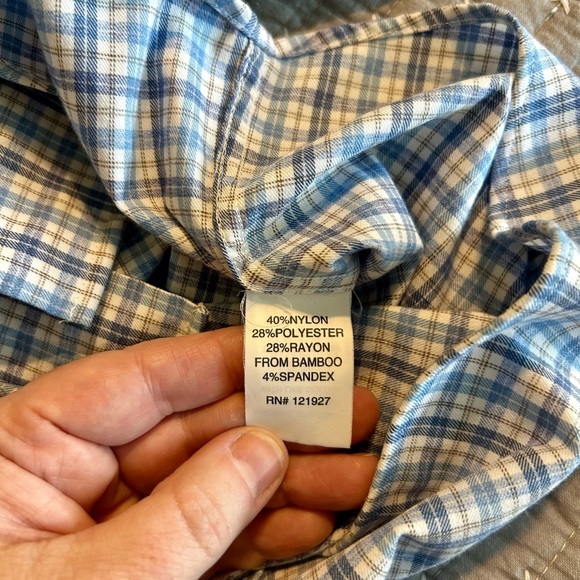 40%NYLON
28%POLYESTER
28%RAYON
FROM BAMBOO
4%SPANDEX
RN# 121927